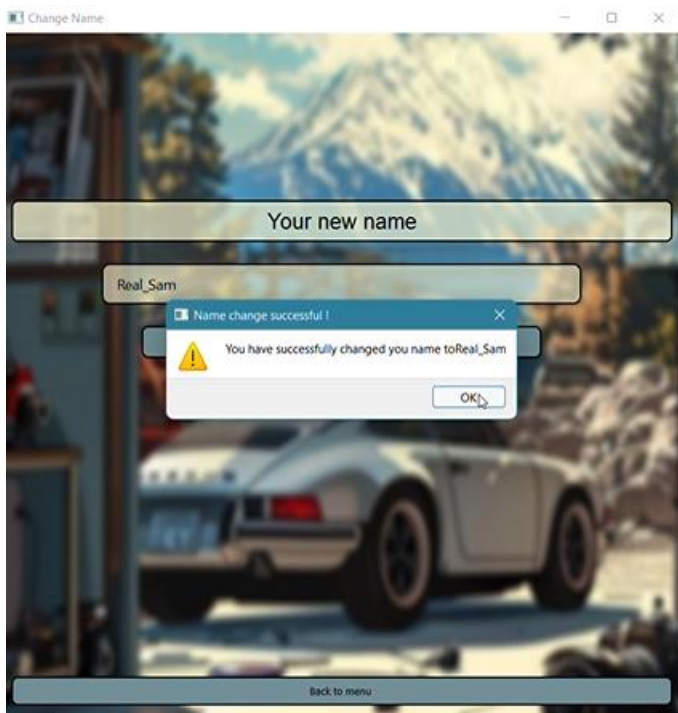 Change Name
Your new name
Real_Sam
Name change successful !
You have successfully changed you name toReal_Sam
OK
Back to menu